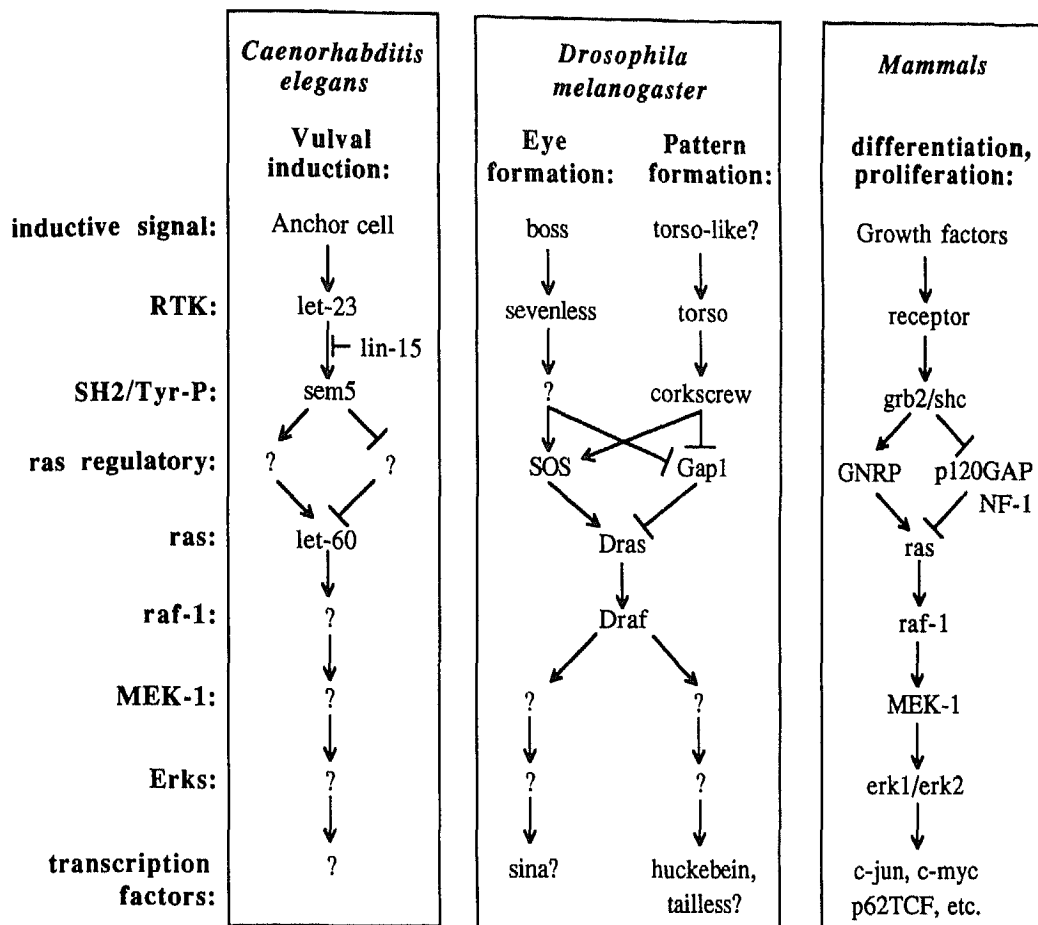 Caenorhabditis
elegans
Drosophila
melanogaster
Mammals
Vulval
induction:
Eye
formation:
Pattern
formation:
differentiation,
proliferation:
inductive signal:
Anchor cell
boss
torso-like?
Growth factors
RTK:
let-23
sevenless
torso
receptor
lin-15
SH2/Tyr-P:
sem5
?
corkscrew
grb2/shc
ras regulatory:
?
?
SOS
Gap1
GNRP
p120GAP
NF-1
ras:
let-60
Dras
ras
raf-1:
?
Draf
raf-1
MEK-1:
?
?
?
MEK-1
Erks:
?
?
?
erk1/erk2
transcription
factors:
?
sina?
huckebein,
tailless?
c-jun, c-myc
p62TCF, etc.